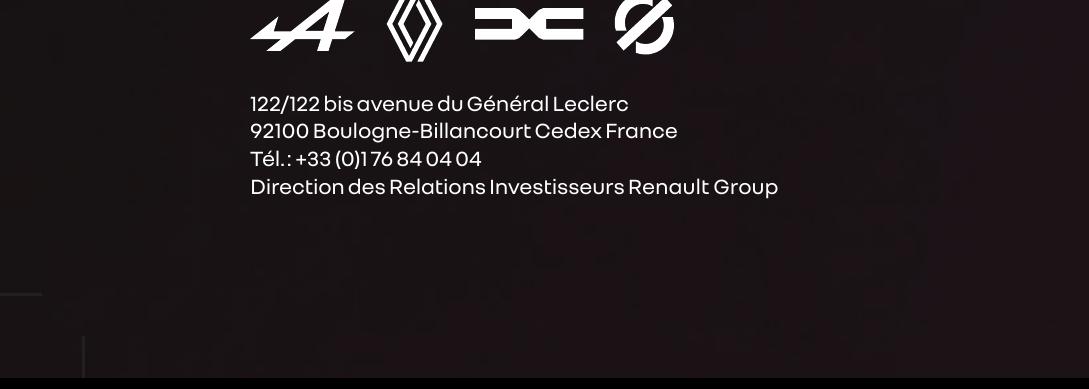 122/122 bis avenue du Général Leclerc
92100 Boulogne-Billancourt Cedex France
Tél. : +33 (0)1 76 84 04 04
Direction des Relations Investisseurs Renault Group